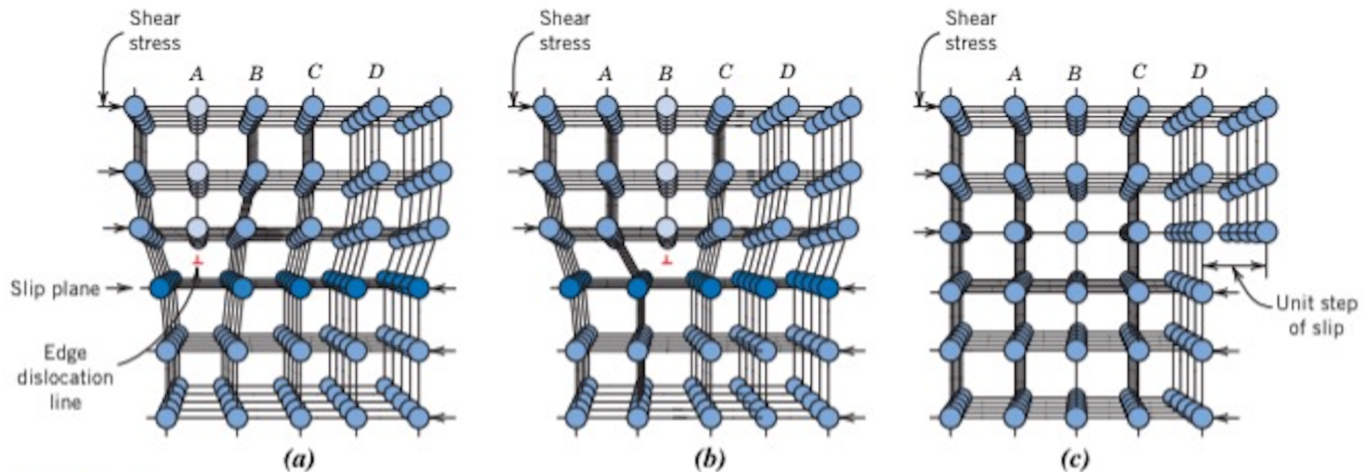 Shear
stress
A B C D
Slip plane
Edge
dislocation
line
(a)
Shear
stress
A B C D
(b)
Shear
stress
A B C D
Unit step
of slip
(c)